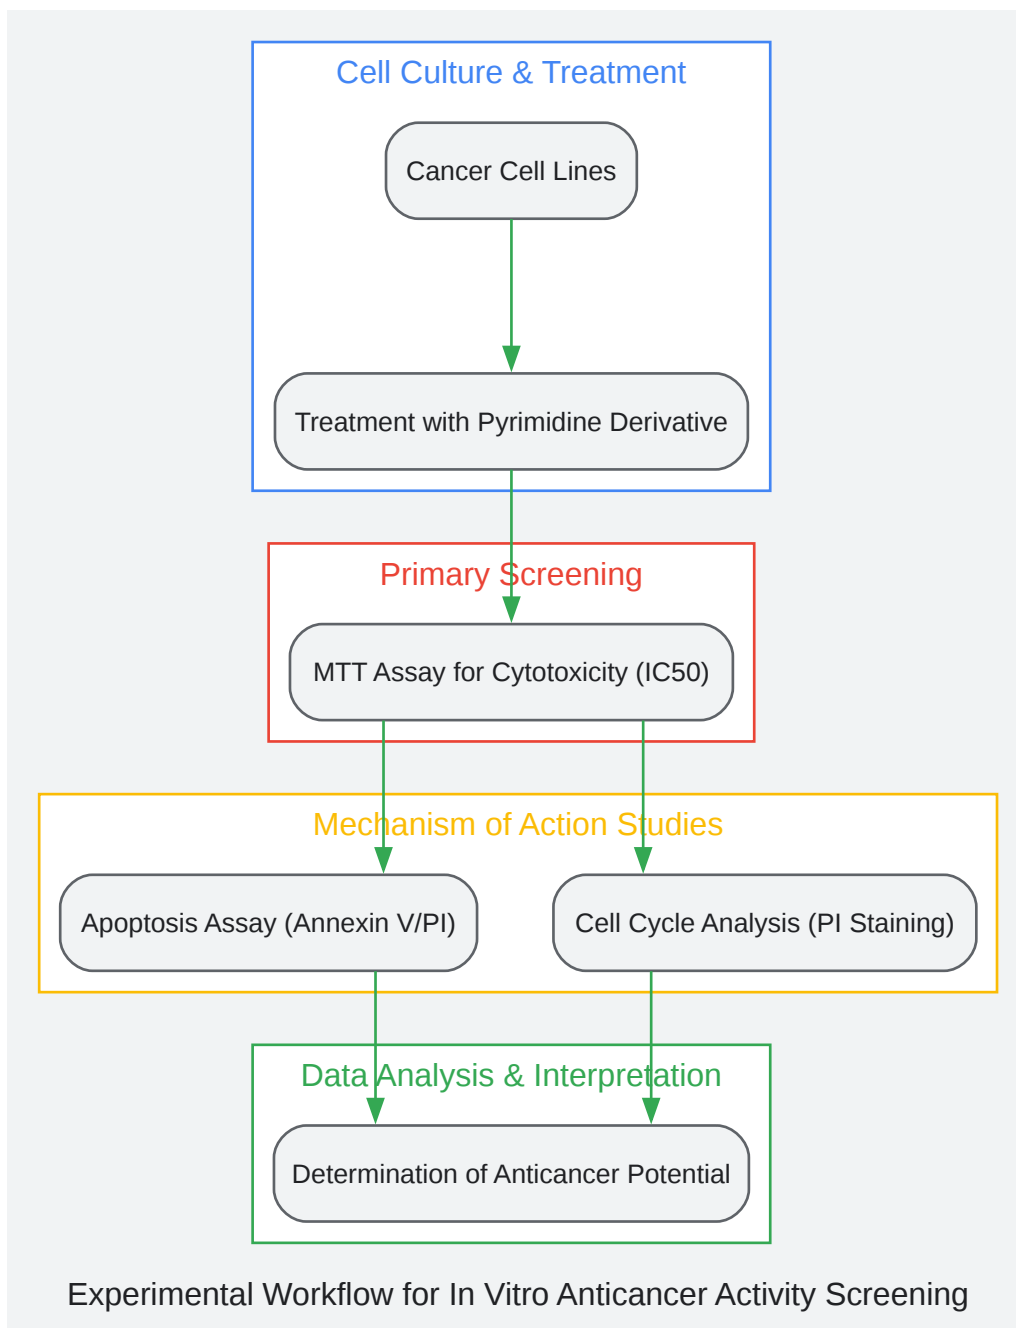 Cell Culture & Treatment
Cancer Cell Lines
Treatment with Pyrimidine Derivative
Primary Screening
MTT Assay for Cytotoxicity (IC50)
Mechanism of Action Studies
Apoptosis Assay (Annexin V/PI)
Cell Cycle Analysis (PI Staining)
Data Analysis & Interpretation
Determination of Anticancer Potential
Experimental Workflow for In Vitro Anticancer Activity Screening